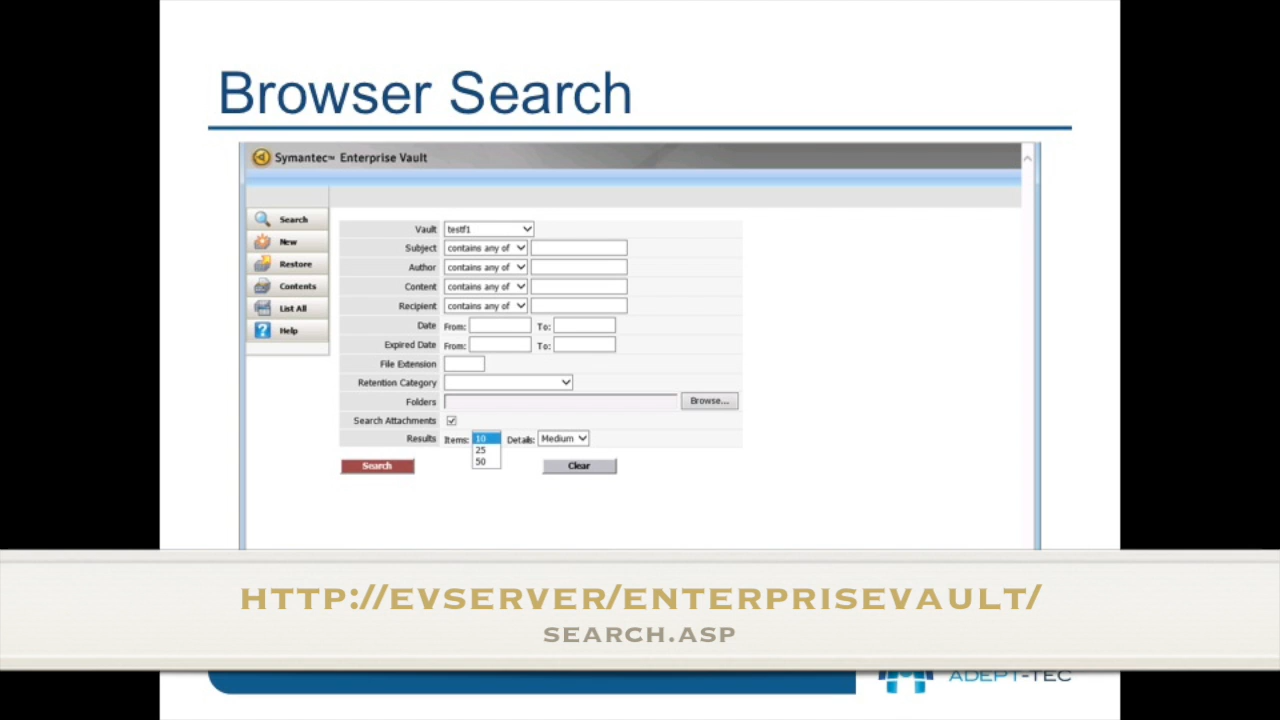 Browser Search
Symantec™ Enterprise Vault
Search
New
Restore
Contents
List All
Help
Vault testf1
Subject contains any of
Author contains any of
Content contains any of
Recipient contains any of
Date From: To:
Expired Date From: To:
File Extension
Retention Category
Folders Browse...
Search Attachments
Results Items: 10 Details: Medium
25
50
Search Clear
HTTP://EVSERVER/ENTERPRISEVAULT/
SEARCH.ASP
ADEPT-TEC